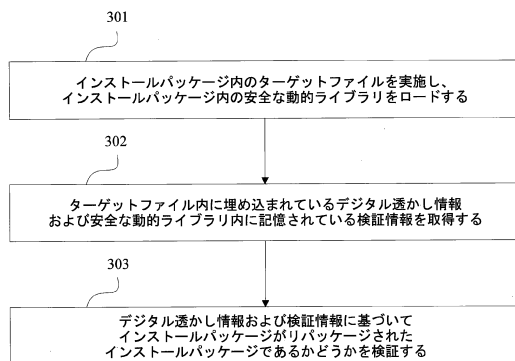 301
インストールパッケージ内のターゲットファイルを実施し、
インストールパッケージ内の安全な動的ライブラリをロードする
302
ターゲットファイル内に埋め込まれているデジタル透かし情報
および安全な動的ライブラリ内に記憶されている検証情報を取得する
303
デジタル透かし情報および検証情報に基づいて
インストールパッケージがリパッケージされた
インストールパッケージであるかどうかを検証する